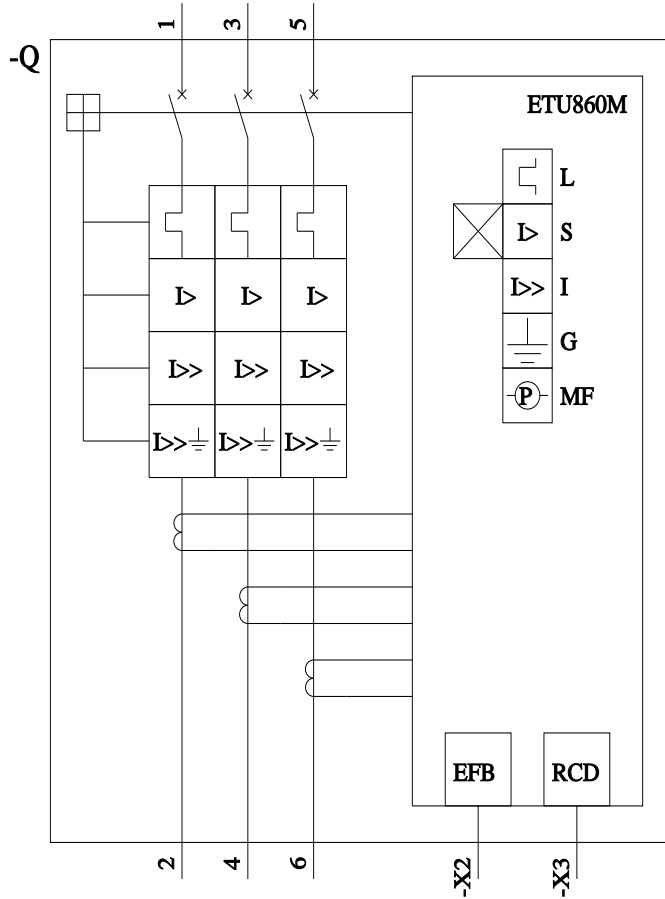 1 3 5
-Q
ETU860M
L
S
I
G
MF
I>
I>>
P
I> I> I>
I>> I>> I>>
I>> I>> I>>
EFB RCD
2 4 6 -X2 -X3